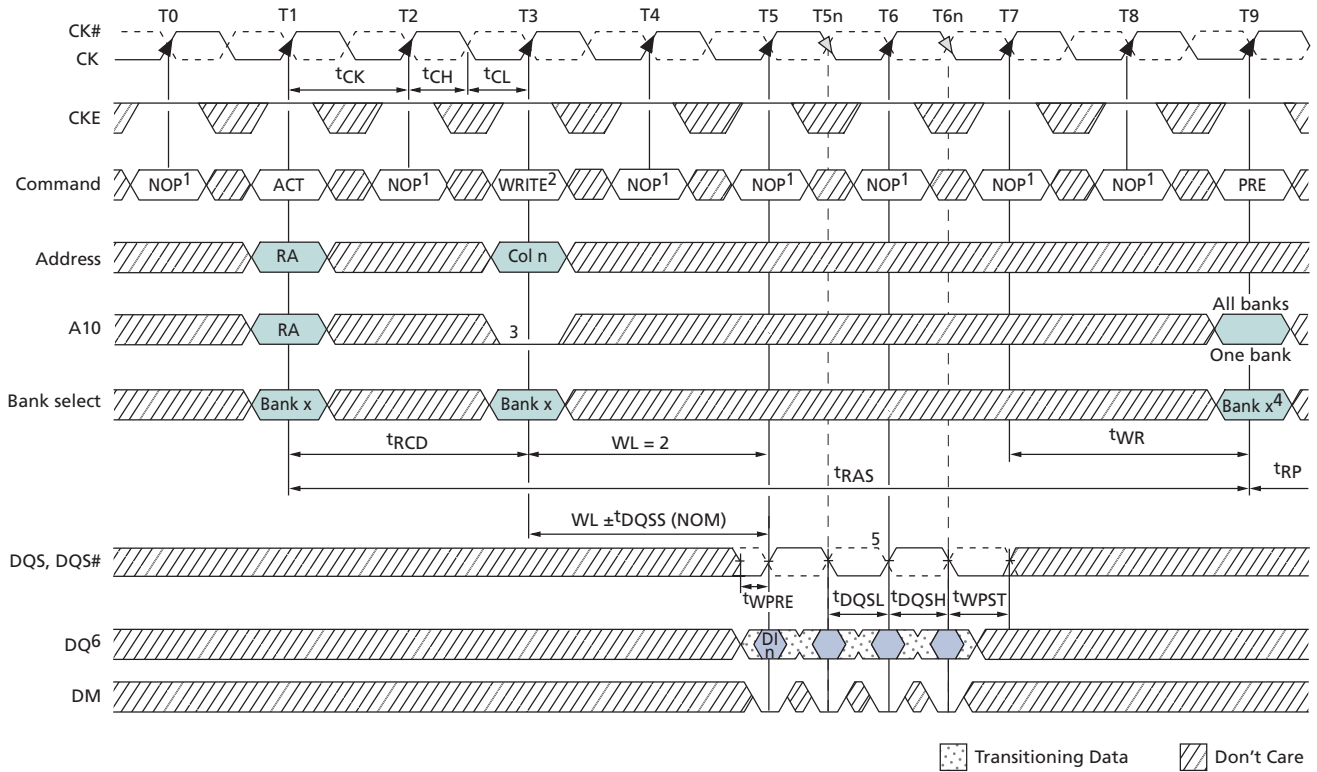 T0 T1 T2 T3 T4 T5 T5n T6 T6n T7 T8 T9
CK#
CK
tCK tCH tCL
CKE
Command NOP1 ACT NOP1 WRITE2 NOP1 NOP1 NOP1 NOP1 NOP1 PRE
Address RA Col n
All banks
A10 RA 3
One bank
Bank select Bank x Bank x Bank x4
tRCD WL = 2 tWR
tRAS tRP
WL ±tDQSS (NOM)
5
DQS, DQS#
tWPRE tDQSL tDQSH tWPST
DQ6 DI
n
DM
Transitioning Data Don't Care